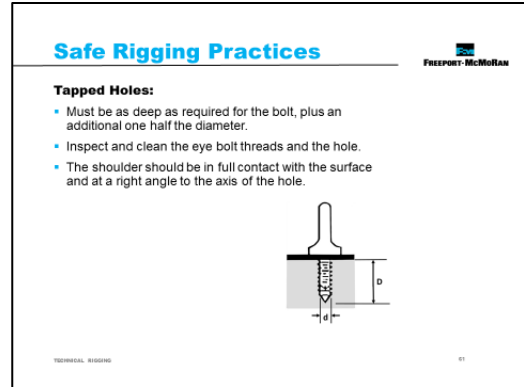 Safe Rigging Practices
FCX
FREEPORT-MCMORAN
Tapped Holes:
▪ Must be as deep as required for the bolt, plus an
additional one half the diameter.
▪ Inspect and clean the eye bolt threads and the hole.
▪ The shoulder should be in full contact with the surface
and at a right angle to the axis of the hole.
D
d
TECHNICAL RIGGING
61